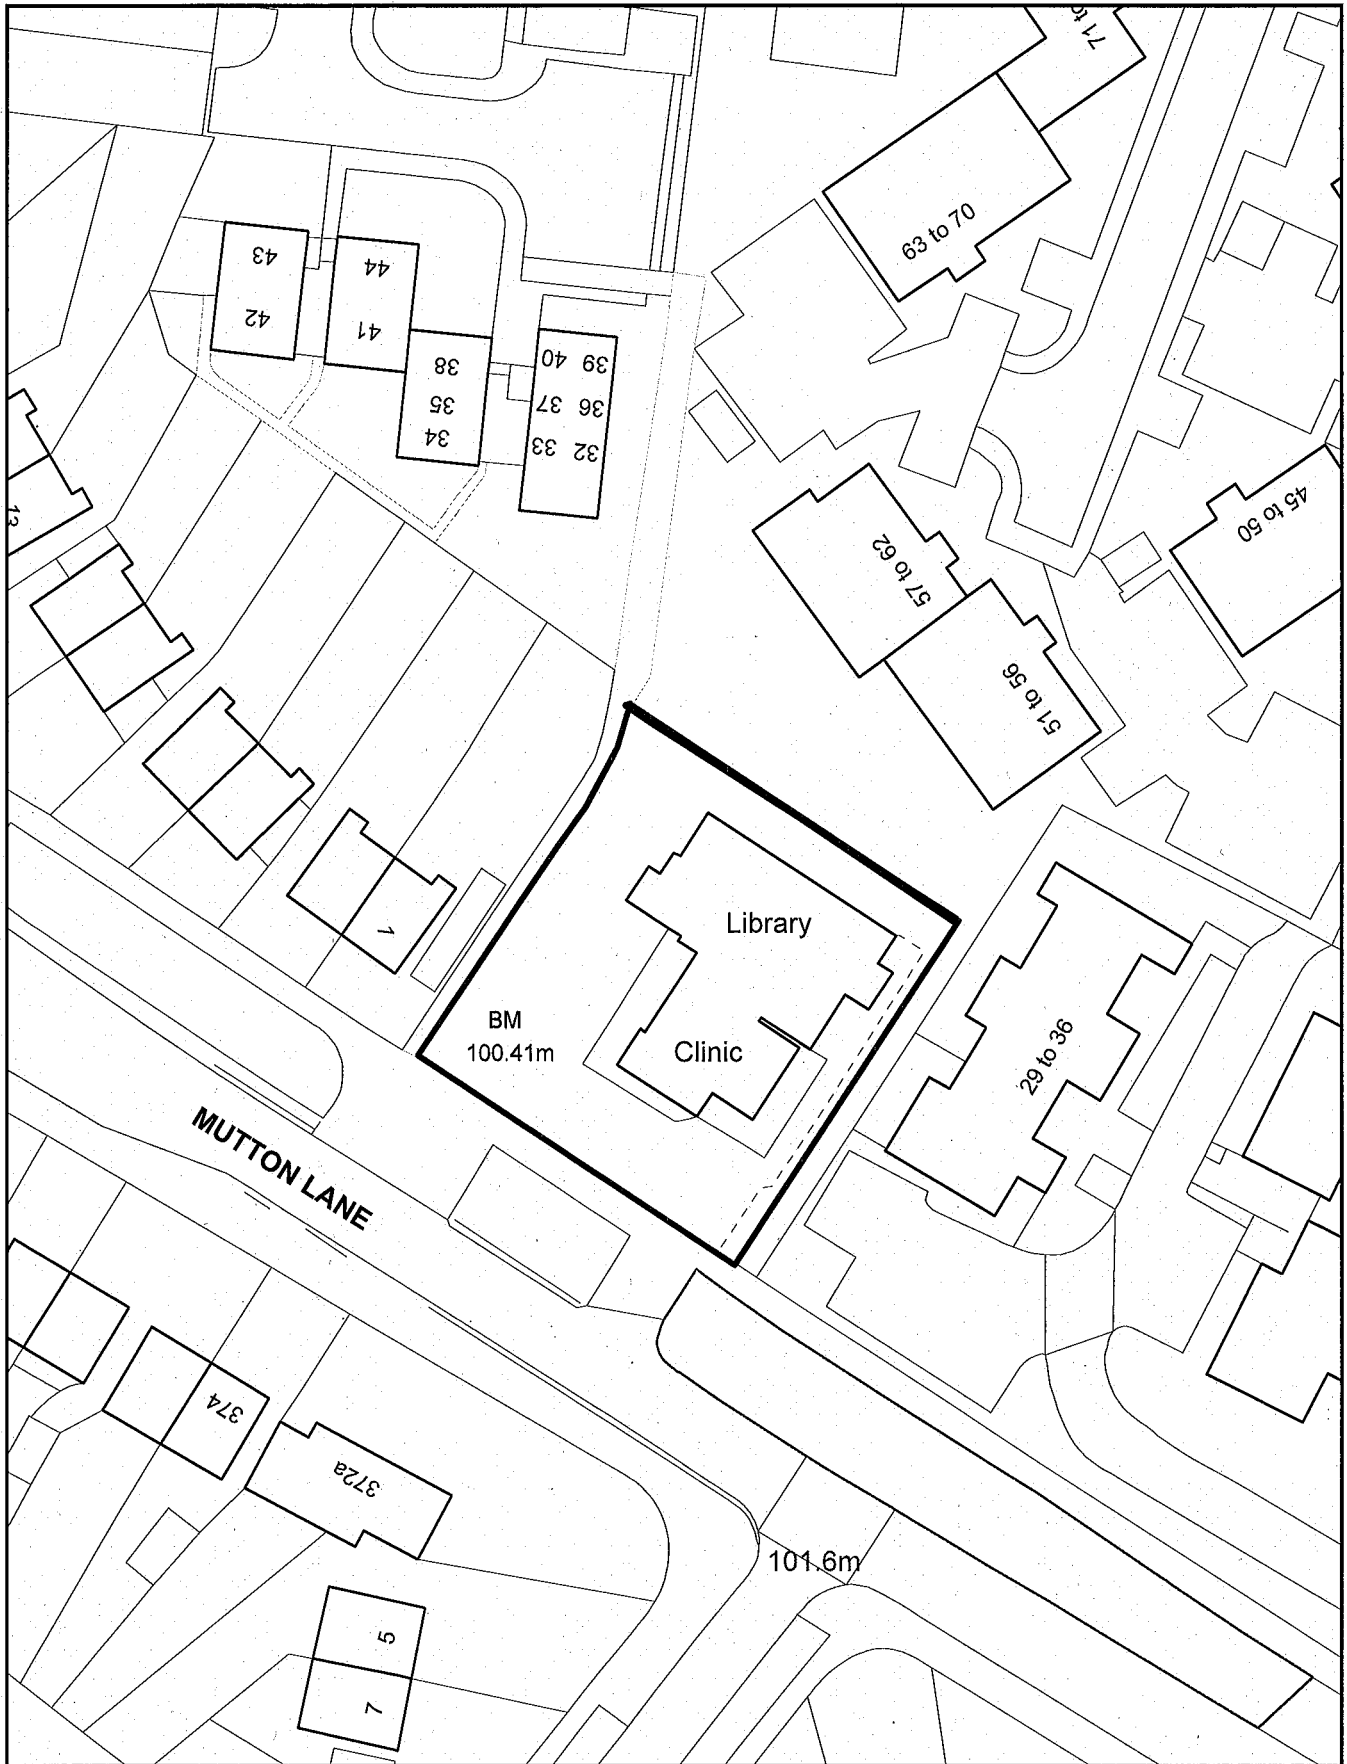 71 to
63 to 70
43
44
42
41
38
40 39
35
37 36
34
33 32
13
45 to 50
57 to 62
51 to 56
Library
1
BM
100.41m
Clinic
29 to 36
MUTTON LANE
374
372a
101.6m
5
7